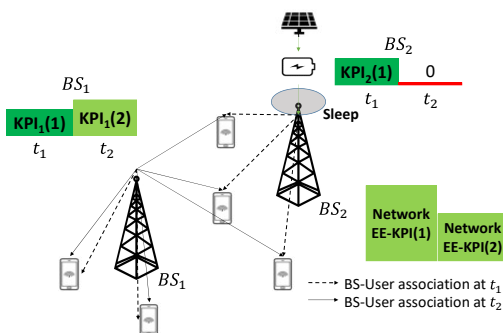 BS₂
KPI₂(1) 0
t₁ t₂
Sleep
BS₁
KPI₁(1) KPI₁(2)
t₁ t₂
BS₂
BS₁
Network
EE-KPI(1)
Network
EE-KPI(2)
BS-User association at t₁
BS-User association at t₂